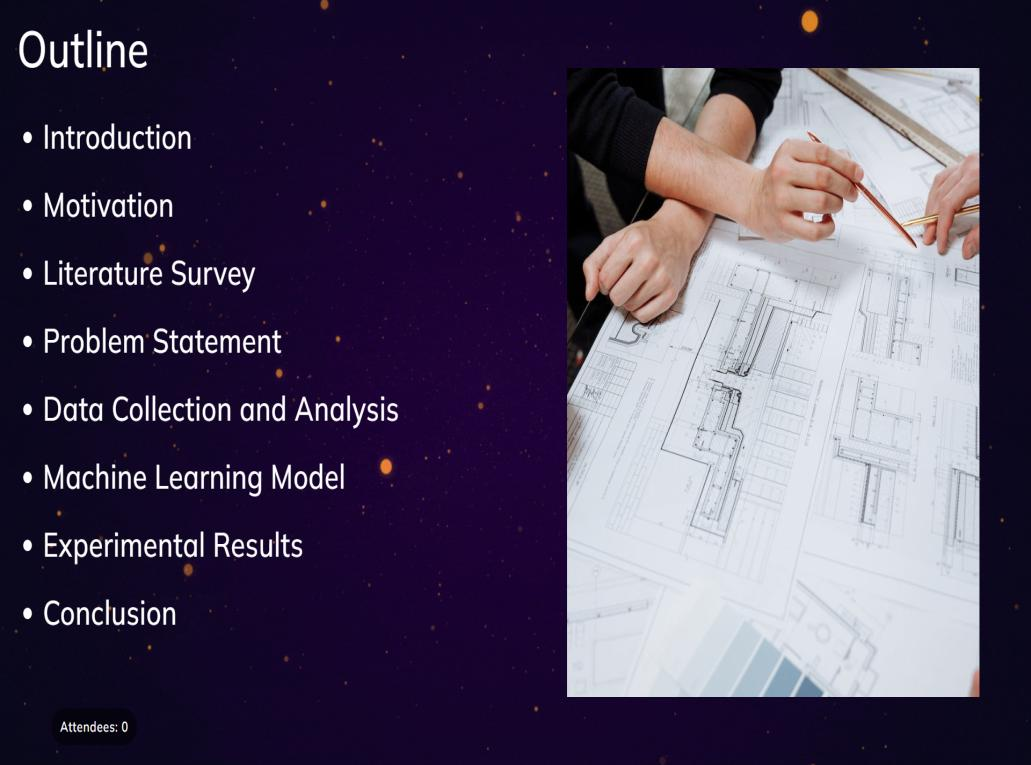 Outline
• Introduction
• Motivation
• Literature Survey
• Problem Statement
• Data Collection and Analysis
• Machine Learning Model
• Experimental Results
• Conclusion
Attendees: 0